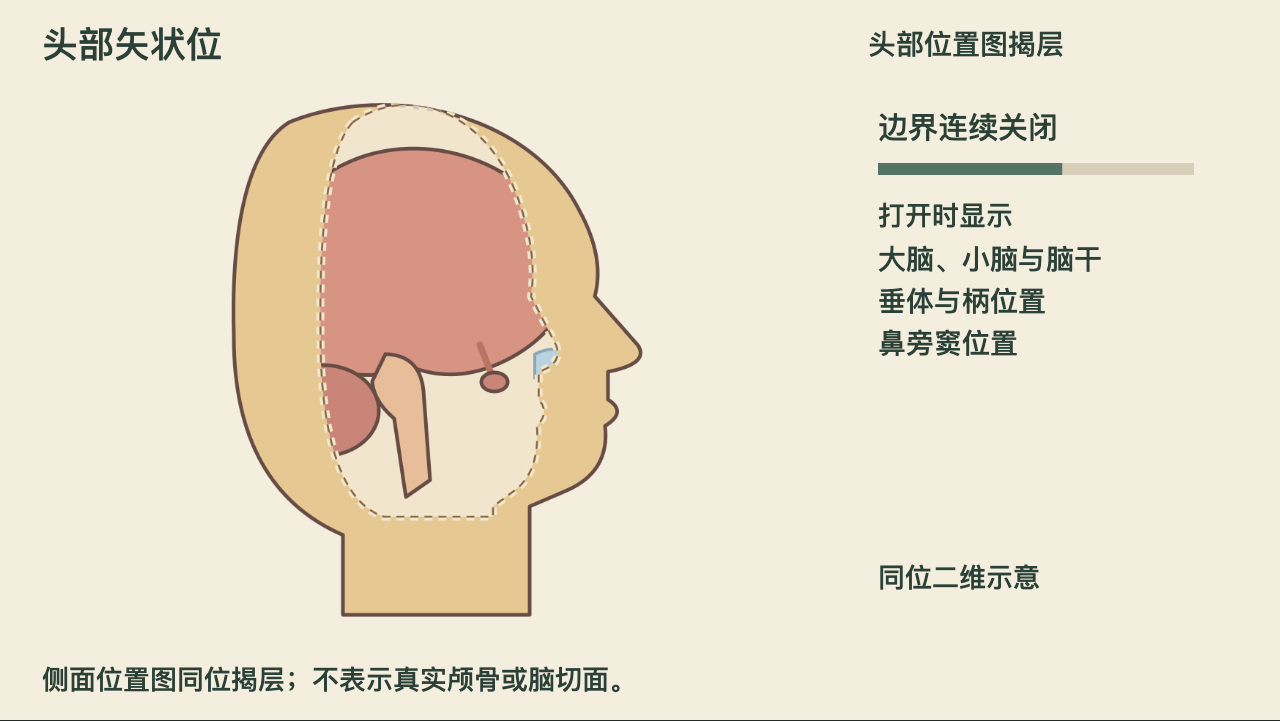 头部矢状位
头部位置图揭层
边界连续关闭
打开时显示
大脑、小脑与脑干
垂体与柄位置
鼻旁窦位置
同位二维示意
侧面位置图同位揭层；不表示真实颅骨或脑切面。